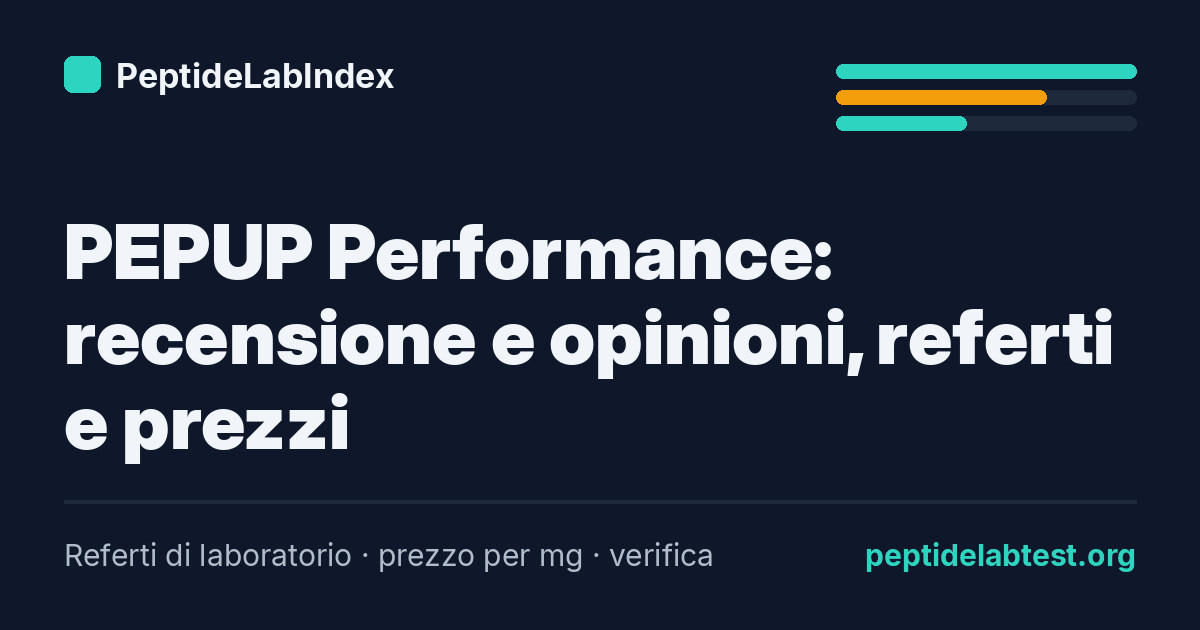 PeptideLabIndex
PEPUP Performance:
recensione e opinioni, referti
e prezzi
Referti di laboratorio · prezzo per mg · verifica
peptidelabtest.org